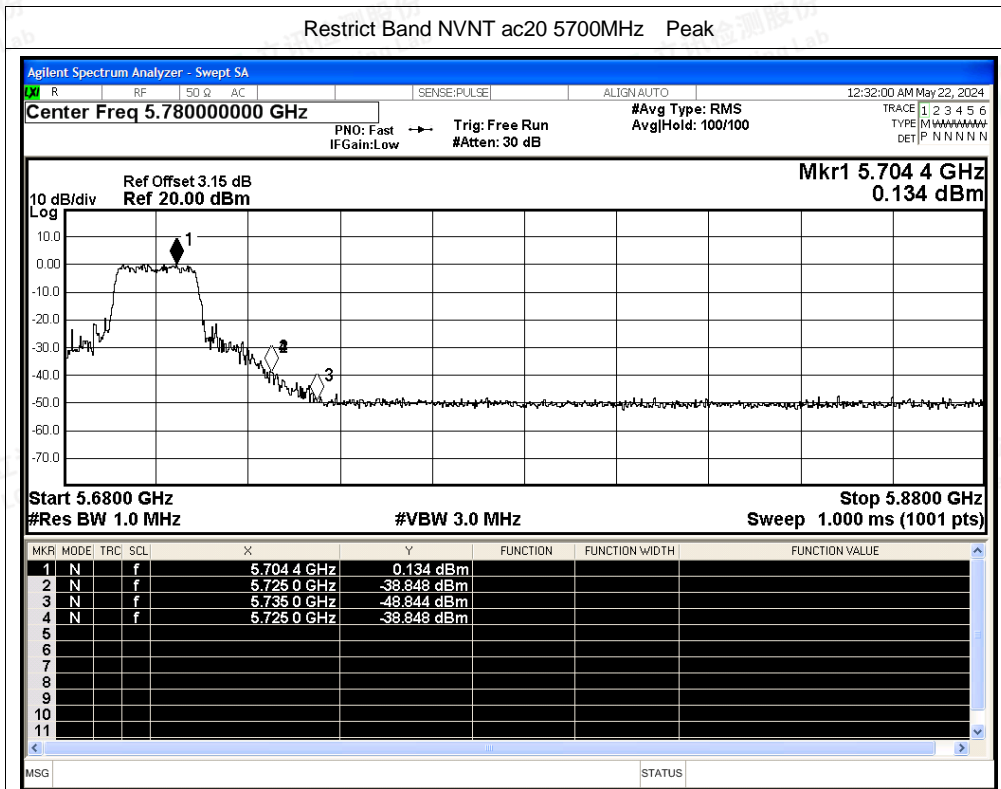 Restrict Band NVNT ac20 5700MHz Peak
Agilent Spectrum Analyzer - Swept SA
LXI R RF 50 Ω AC SENSE:PULSE ALIGN AUTO 12:32:00 AM May 22, 2024
Center Freq 5.780000000 GHz #Avg Type: RMS TRACE 1 2 3 4 5 6
PNO: Fast Trig: Free Run Avg|Hold: 100/100 TYPE M
IFGain:Low #Atten: 30 dB DET P N N N N N
Mkr1 5.704 4 GHz
Ref Offset 3.15 dB
10 dB/div Ref 20.00 dBm 0.134 dBm
Log
10.0
1
0.00
-10.0
-20.0
-30.0
2
-40.0
3
-50.0
-60.0
-70.0
Start 5.6800 GHz Stop 5.8800 GHz
#Res BW 1.0 MHz #VBW 3.0 MHz Sweep 1.000 ms (1001 pts)
MKR MODE TRC SCL X Y FUNCTION FUNCTION WIDTH FUNCTION VALUE
1 N f 5.704 4 GHz 0.134 dBm
2 N f 5.725 0 GHz -38.848 dBm
3 N f 5.735 0 GHz -48.844 dBm
4 N f 5.725 0 GHz -38.848 dBm
5
6
7
8
9
10
11
MSG STATUS